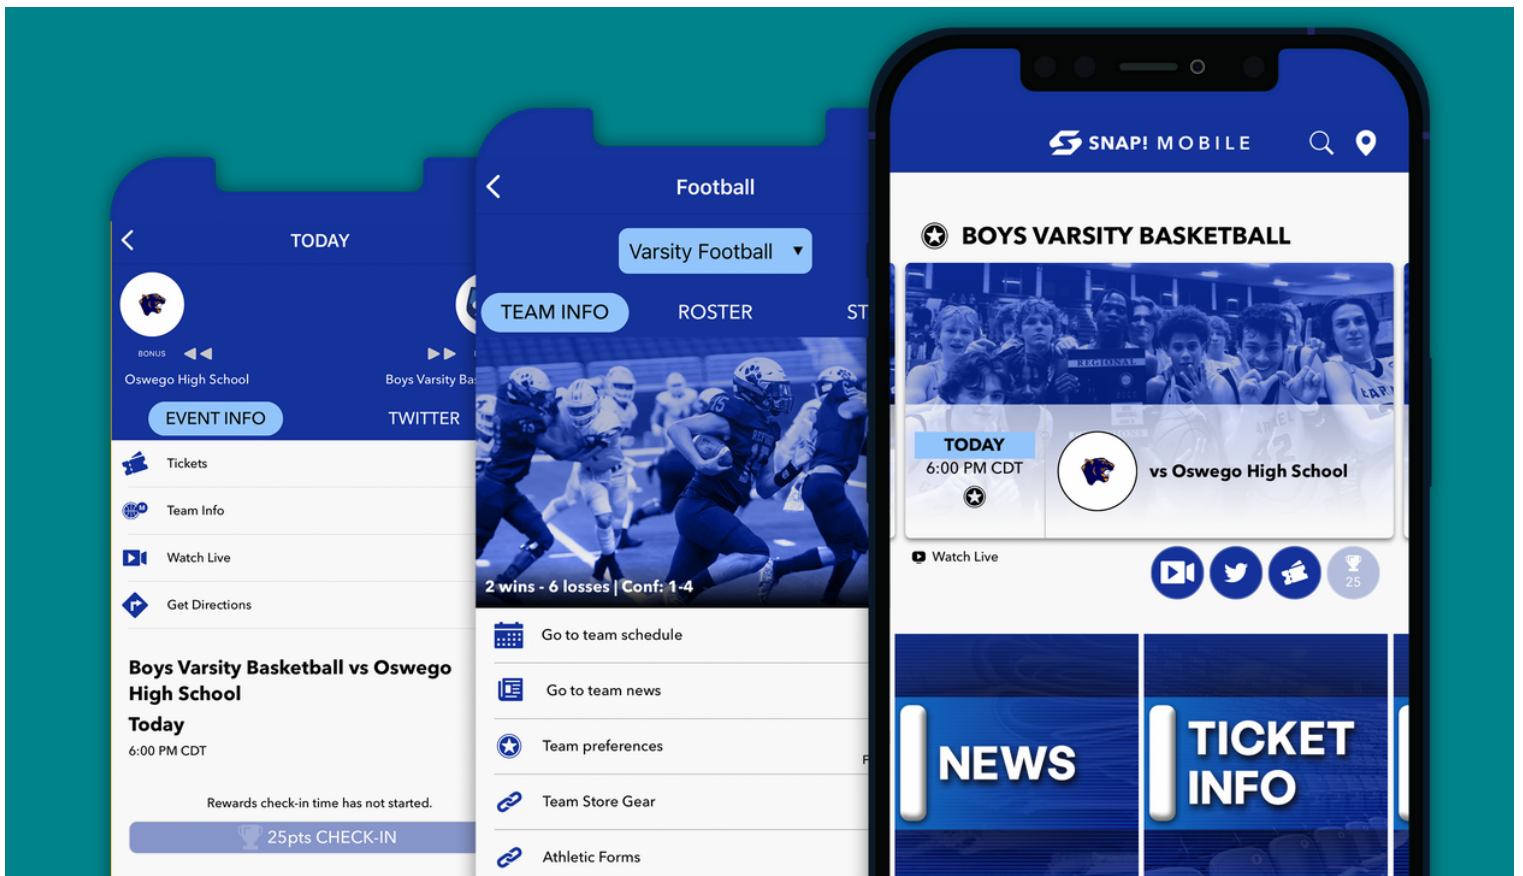 TODAY
BONUS
Oswego High School
Boys Varsity
EVENT INFO
TWITTER
Tickets
Team Info
Watch Live
Get Directions
Boys Varsity Basketball vs Oswego
High School
Today
6:00 PM CDT
Rewards check-in time has not started.
25pts CHECK-IN
Football
Varsity Football
TEAM INFO
ROSTER
ST
2 wins - 6 losses | Conf: 1-4
Go to team schedule
Go to team news
Team preferences
Team Store Gear
Athletic Forms
SNAP! MOBILE
BOYS VARSITY BASKETBALL
REGIONAL
TODAY
6:00 PM CDT
vs Oswego High School
Watch Live
25
NEWS
TICKET
INFO